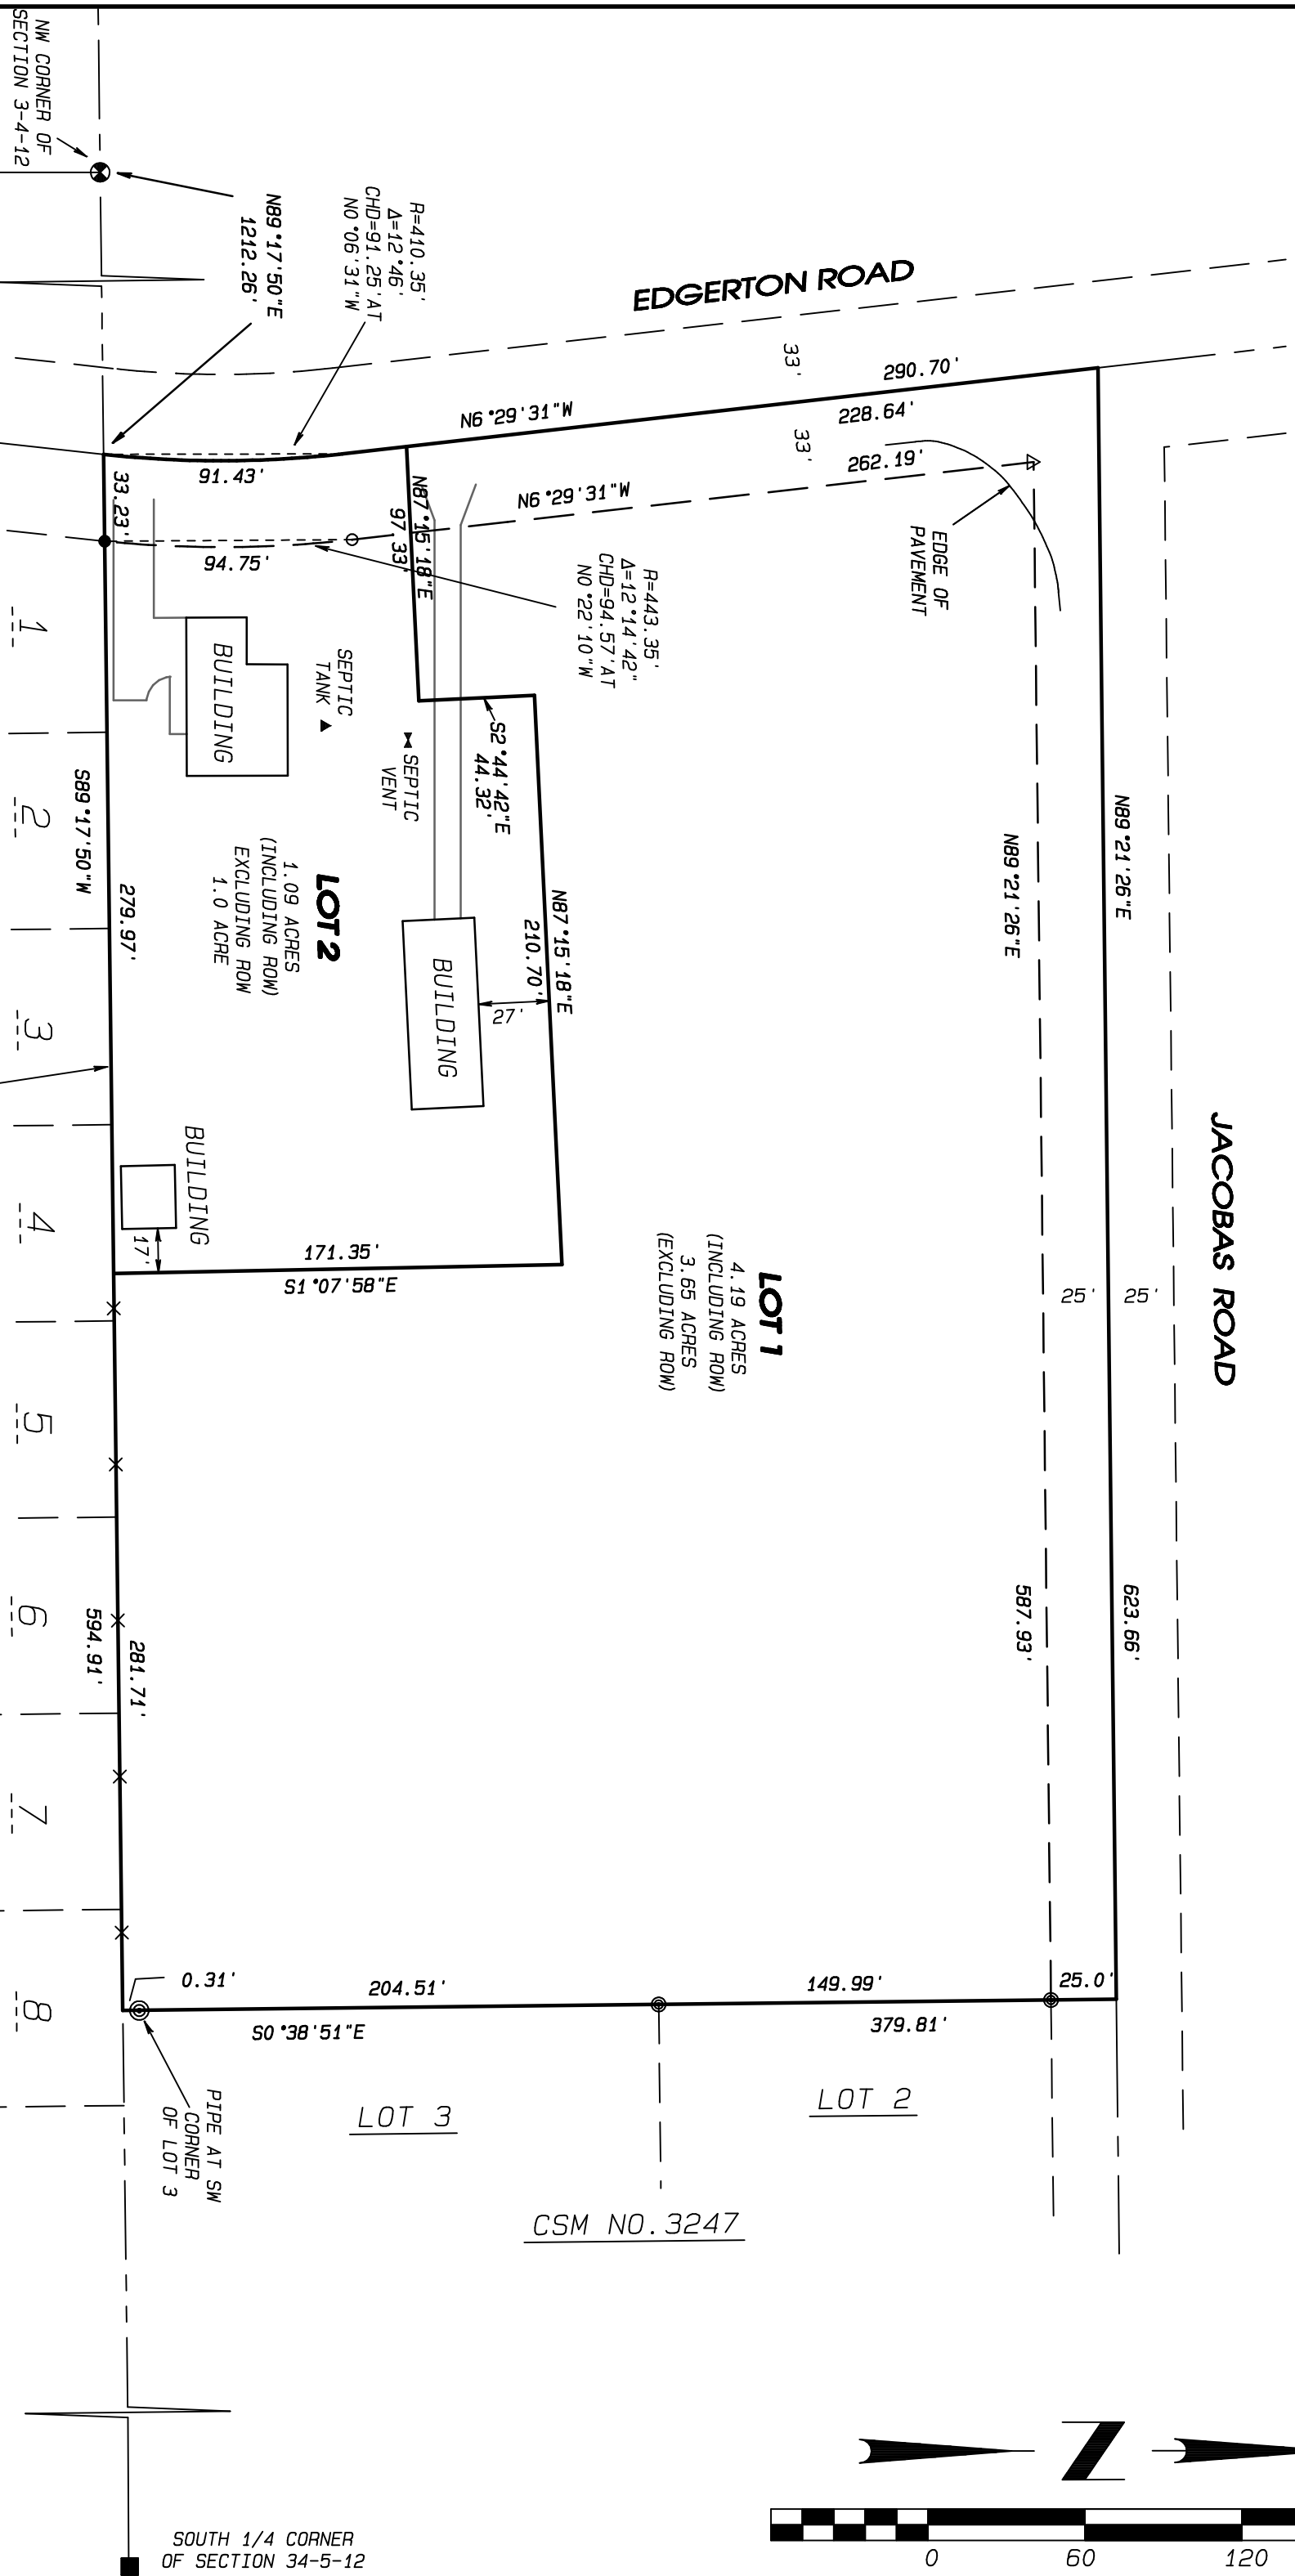 NW CORNER OF
SECTION 3-4-12
N89°17'50"E
1212.26'
R=410.35'
Δ=12°46'
CHD=91.25'AT
N0°06'31"W
EDGERTON ROAD
33'
290.70'
N6°29'31"W
228.64'
33'
262.19'
N6°29'31"W
91.43'
33.23'
94.75'
N87°15'18"E
97.33'
R=443.35'
Δ=12°14'42"
CHD=94.57'AT
N0°22'10"W
EDGE OF
PAVEMENT
BUILDING
SEPTIC
TANK
SEPTIC
VENT
S2°44'42"E
44.32'
N87°15'18"E
210.70'
27'
BUILDING
LOT 2
1.09 ACRES
(INCLUDING ROW)
EXCLUDING ROW
1.0 ACRE
S89°17'50"W
279.97'
BUILDING
17'
171.35'
S1°07'58"E
N89°21'26"E
N89°21'26"E
JACOBAS ROAD
25'
25'
LOT 1
4.19 ACRES
(INCLUDING ROW)
3.65 ACRES
(EXCLUDING ROW)
587.93'
623.66'
594.91'
281.71'
1
2
3
4
5
6
7
8
0.31'
204.51'
149.99'
25.0'
S0°38'51"E
379.81'
PIPE AT SW
CORNER
OF LOT 3
LOT 3
LOT 2
CSM NO.3247
Z
SOUTH 1/4 CORNER
OF SECTION 34-5-12
0
60
120